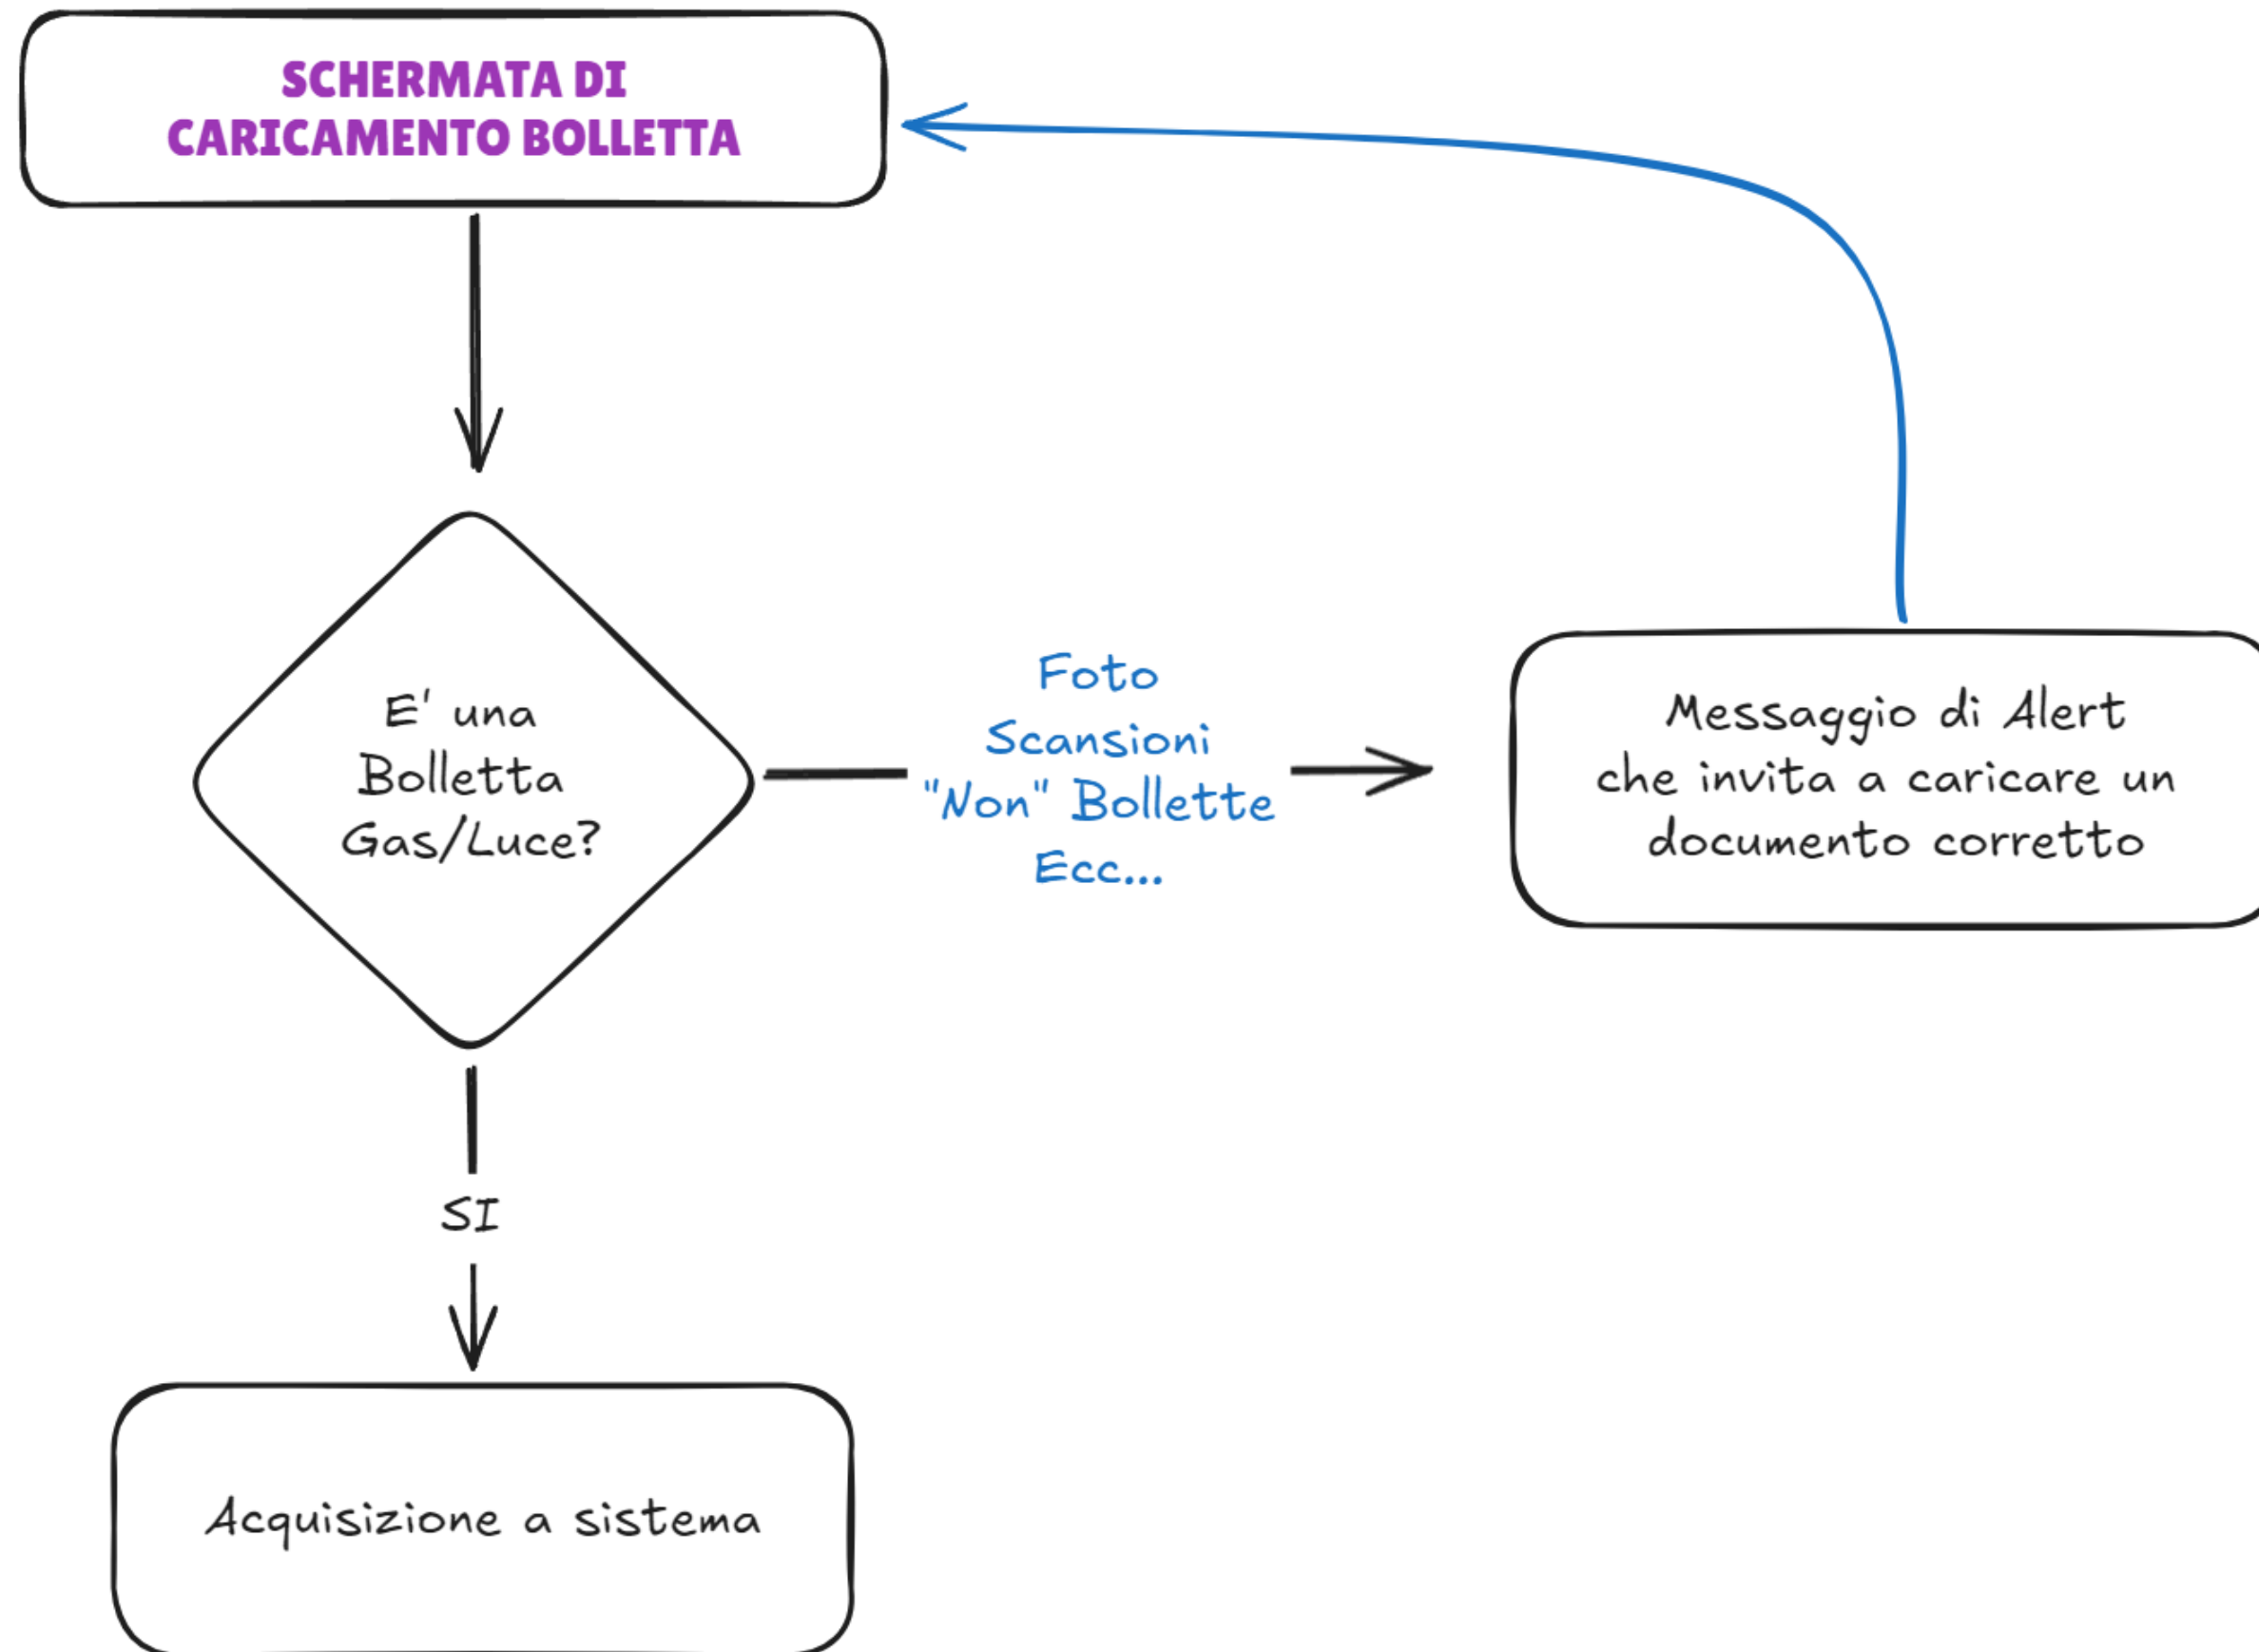 SCHERMATA DI
CARICAMENTO BOLLETTA
E' una
Bolletta
Gas/Luce?
Foto
Scansioni
"Non" Bollette
Ecc...
Messaggio di Alert
che invita a caricare un
documento corretto
SI
Acquisizione a sistema